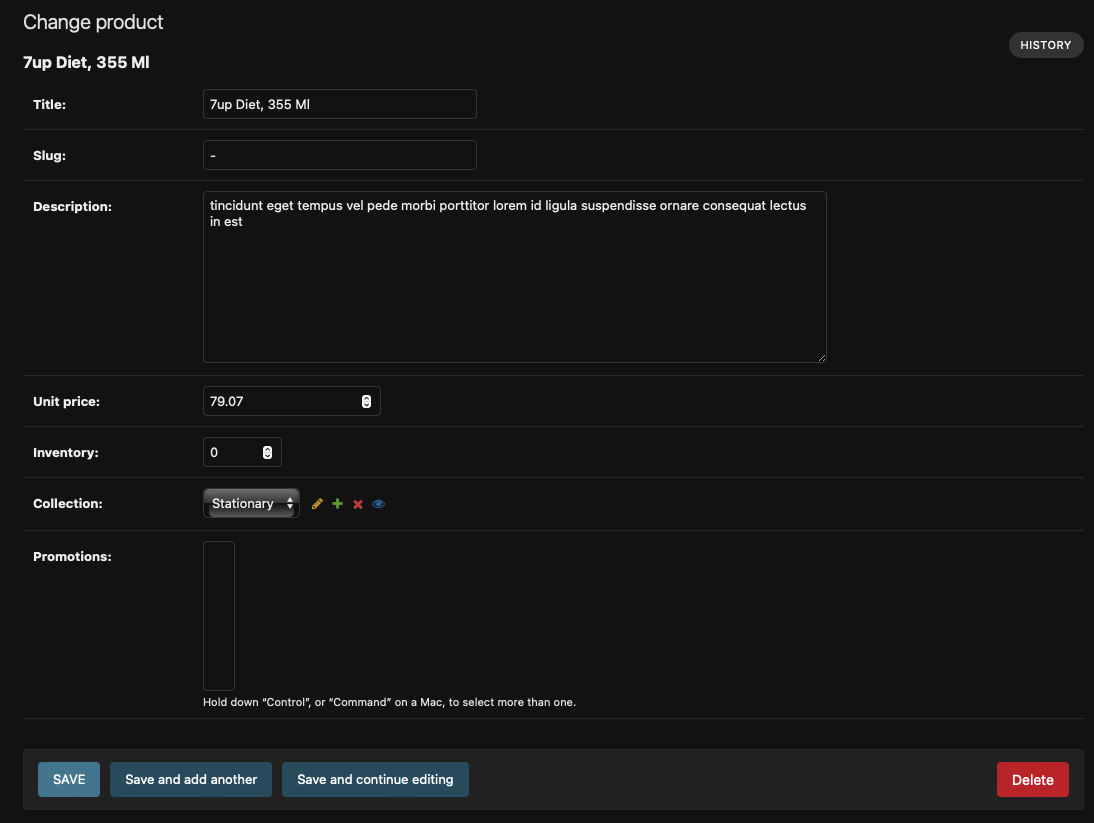 Change product
HISTORY
7up Diet, 355 Ml
Title:
7up Diet, 355 Ml
Slug:
-
Description:
tincidunt eget tempus vel pede morbi porttitor lorem id ligula suspendisse ornare consequat lectus
in est
Unit price:
79.07
Inventory:
0
Collection:
Stationary
Promotions:
Hold down “Control”, or “Command” on a Mac, to select more than one.
SAVE
Save and add another
Save and continue editing
Delete